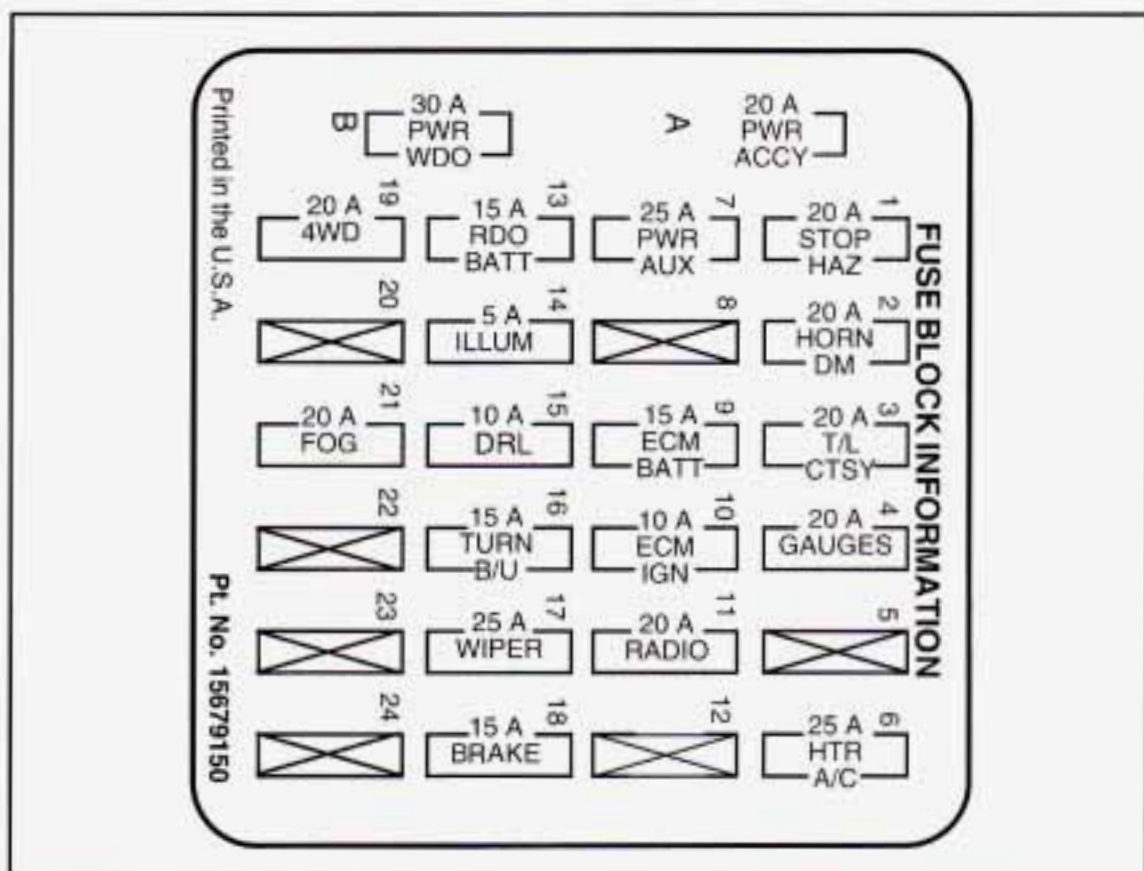 FUSE BLOCK INFORMATION
B
30 A
PWR
WDO
A
20 A
PWR
ACCY
19
20 A
4WD
13
15 A
RDO
BATT
7
25 A
PWR
AUX
1
20 A
STOP
HAZ
20
14
5 A
ILLUM
8
2
20 A
HORN
DM
21
20 A
FOG
15
10 A
DRL
9
15 A
ECM
BATT
3
20 A
T/L
CTSY
22
16
15 A
TURN
B/U
10
10 A
ECM
IGN
4
20 A
GAUGES
23
17
25 A
WIPER
11
20 A
RADIO
5
24
18
15 A
BRAKE
12
6
25 A
HTR
A/C
Printed in the U.S.A.
Pt. No. 15679150